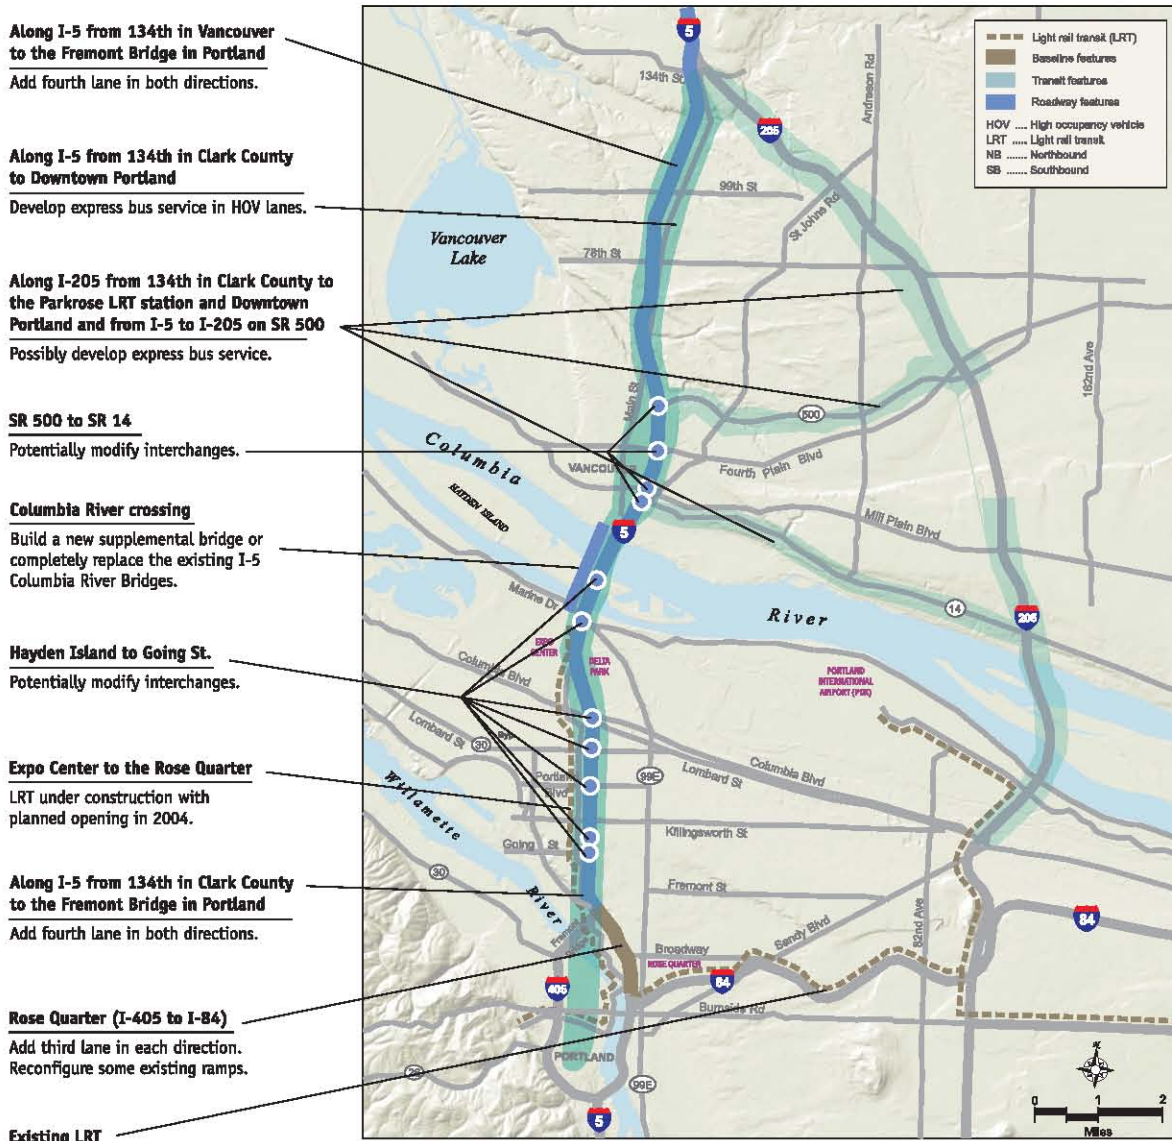 Along I-5 from 134th in Vancouver
to the Fremont Bridge in Portland
Add fourth lane in both directions.
Along I-5 from 134th in Clark County
to Downtown Portland
Develop express bus service in HOV lanes.
Along I-205 from 134th in Clark County to
the Parkrose LRT station and Downtown
Portland and from I-5 to I-205 on SR 500
Possibly develop express bus service.
SR 500 to SR 14
Potentially modify interchanges.
Columbia River crossing
Build a new supplemental bridge or
completely replace the existing I-5
Columbia River Bridges.
Hayden Island to Going St.
Potentially modify interchanges.
Expo Center to the Rose Quarter
LRT under construction with
planned opening in 2004.
Along I-5 from 134th in Clark County
to the Fremont Bridge in Portland
Add fourth lane in both directions.
Rose Quarter (I-405 to I-84)
Add third lane in each direction.
Reconfigure some existing ramps.
Existing LRT
Light rail transit (LRT)
Baseline features
Transit features
Roadway features
HOV .... High occupancy vehicle
LRT ..... Light rail transit
NB ....... Northbound
SB ....... Southbound
5
134th St
205
Andreson Rd
99th St
St Johns Rd
Vancouver
Lake
78th St
162nd Ave
Main St
500
Columbia
VANCOUVER
Fourth Plain Blvd
HAYDEN ISLAND
Mill Plain Blvd
5
Marine Dr
River
14
205
EXPO
CENTER
DELTA
PARK
Columbia Blvd
PORTLAND
INTERNATIONAL
AIRPORT (PDX)
Lombard St
30
BYP
99E
Lombard St
Columbia Blvd
Portland
Blvd
Willamette
River
Killingsworth St
Going St
30
Fremont St
Fremont
Bridge
82nd Ave
84
Sandy Blvd
Broadway
ROSE QUARTER
84
405
Burnside Rd
PORTLAND
26
99E
5
N
0 1 2
Miles